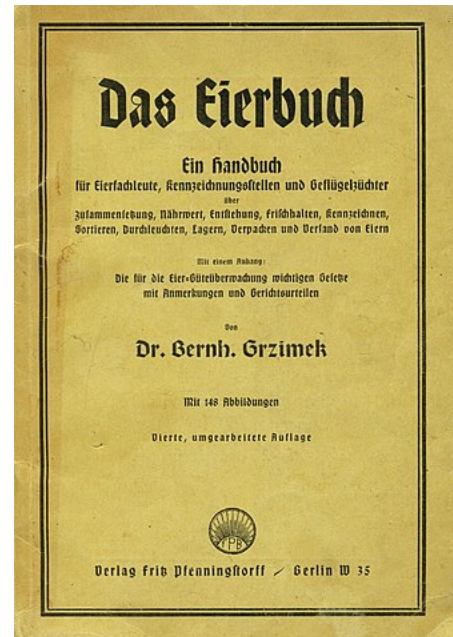 Das Eierbuch
Ein Handbuch
für Eierfachleute, Kennzeichnungsstellen und Geflügelzüchter
über
Zusammensetzung, Nährwert, Entstehung, Frischhalten, Kennzeichnen,
Sortieren, Durchleuchten, Lagern, Verpacken und Versand von Eiern
Mit einem Anhang:
Die für die Eier-Güteüberwachung wichtigen Gesetze
mit Anmerkungen und Gerichtsurteilen
Von
Dr. Bernh. Grzimek
Mit 148 Abbildungen
Vierte, umgearbeitete Auflage
FPB
Verlag Fritz Pfenningstorff / Berlin W 35